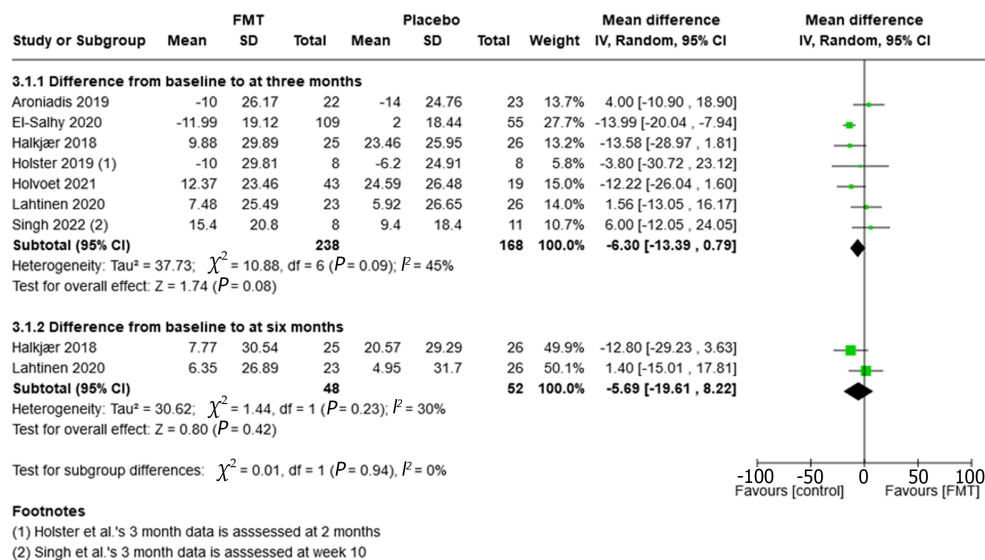 FMT Placebo Mean difference Mean difference
Study or Subgroup Mean SD Total Mean SD Total Weight IV, Random, 95% CI IV, Random, 95% CI
3.1.1 Difference from baseline to at three months
Aroniadis 2019 -10 26.17 22 -14 24.76 23 13.7% 4.00 [-10.90 , 18.90]
El-Salhy 2020 -11.99 19.12 109 2 18.44 55 27.7% -13.99 [-20.04 , -7.94]
Halkjær 2018 9.88 29.89 25 23.46 25.95 26 13.2% -13.58 [-28.97 , 1.81]
Holster 2019 (1) -10 29.81 8 -6.2 24.91 8 5.8% -3.80 [-30.72 , 23.12]
Holvoet 2021 12.37 23.46 43 24.59 26.48 19 15.0% -12.22 [-26.04 , 1.60]
Lahtinen 2020 7.48 25.49 23 5.92 26.65 26 14.0% 1.56 [-13.05 , 16.17]
Singh 2022 (2) 15.4 20.8 8 9.4 18.4 11 10.7% 6.00 [-12.05 , 24.05]
Subtotal (95% CI) 238 168 100.0% -6.30 [-13.39 , 0.79]
Heterogeneity: Tau² = 37.73; χ² = 10.88, df = 6 (P = 0.09); I² = 45%
Test for overall effect: Z = 1.74 (P = 0.08)
3.1.2 Difference from baseline to at six months
Halkjær 2018 7.77 30.54 25 20.57 29.29 26 49.9% -12.80 [-29.23 , 3.63]
Lahtinen 2020 6.35 26.89 23 4.95 31.7 26 50.1% 1.40 [-15.01 , 17.81]
Subtotal (95% CI) 48 52 100.0% -5.69 [-19.61 , 8.22]
Heterogeneity: Tau² = 30.62; χ² = 1.44, df = 1 (P = 0.23); I² = 30%
Test for overall effect: Z = 0.80 (P = 0.42)
Test for subgroup differences: χ² = 0.01, df = 1 (P = 0.94), I² = 0%
-100 -50 0 50 100
Favours [control] Favours [FMT]
Footnotes
(1) Holster et al.'s 3 month data is asssessed at 2 months
(2) Singh et al.'s 3 month data is asssessed at week 10